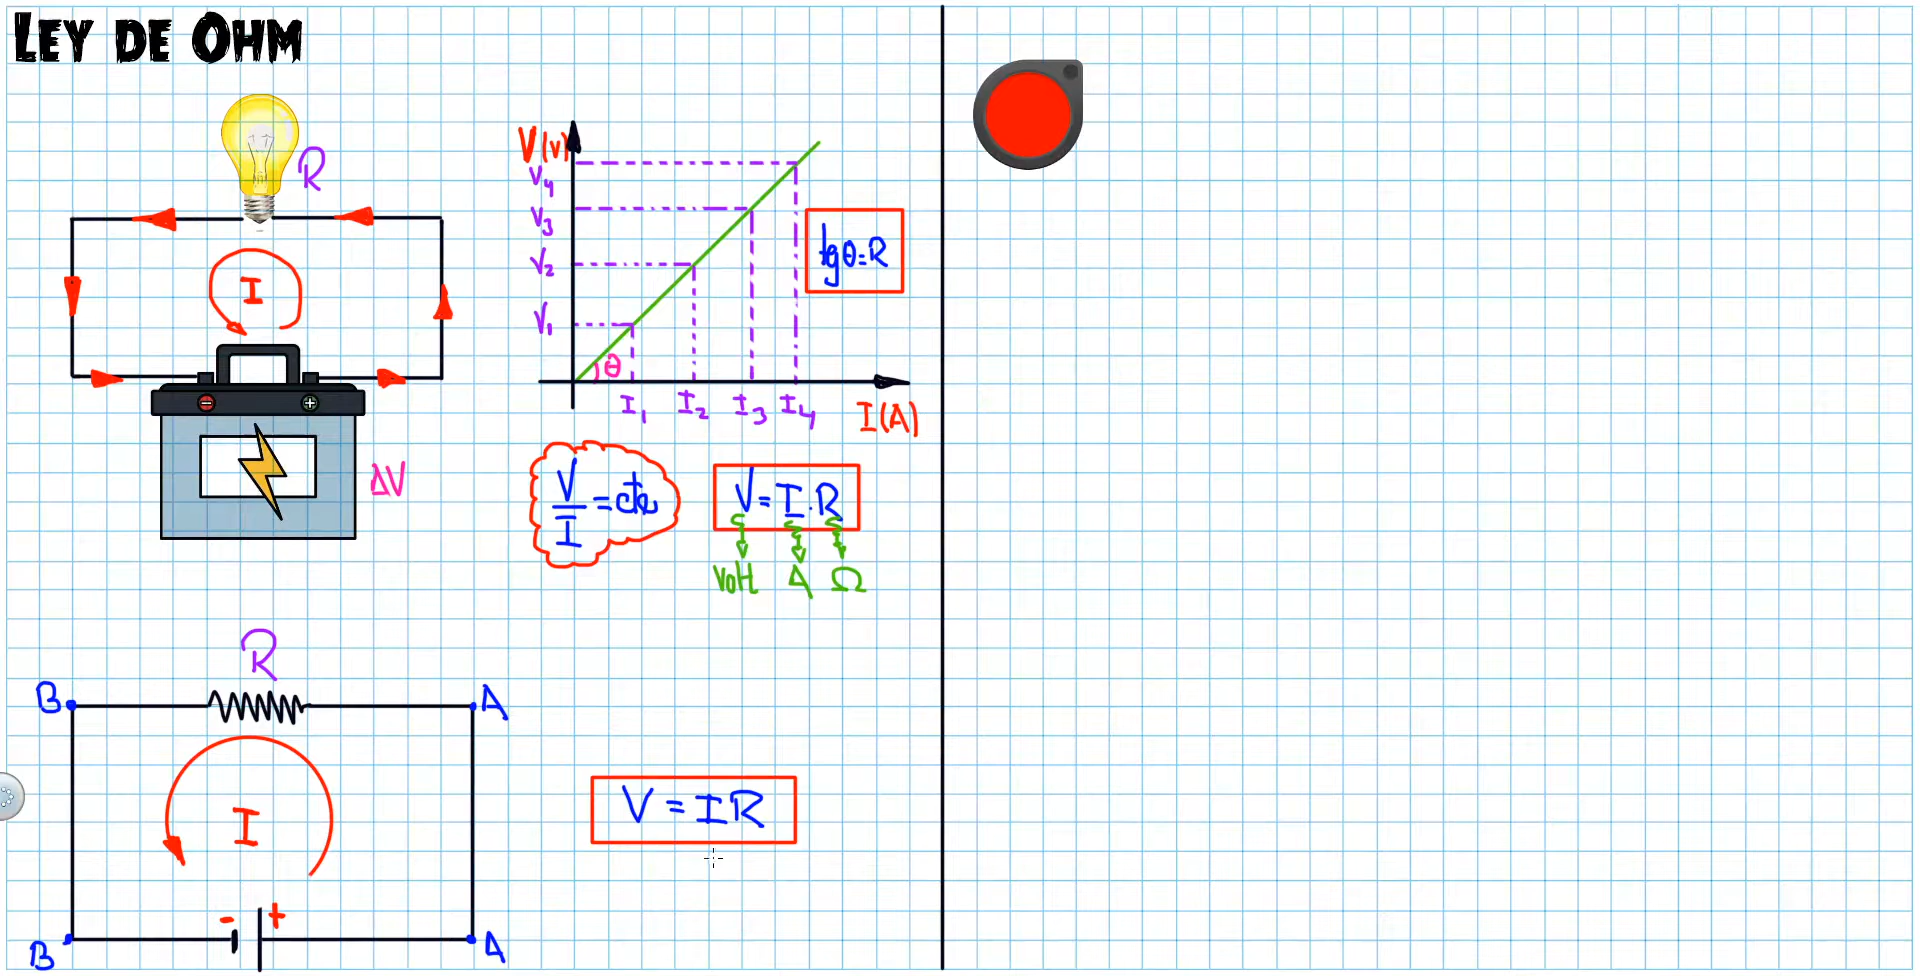 LEY DE OHM
R
I
ΔV
V(v)
V4
V3
V2
V1
θ
I1 I2 I3 I4
I(A)
tgθ=R
V/I = cte
V = I.R
Volt A Ω
R
B A
I
- +
B A
V = IR